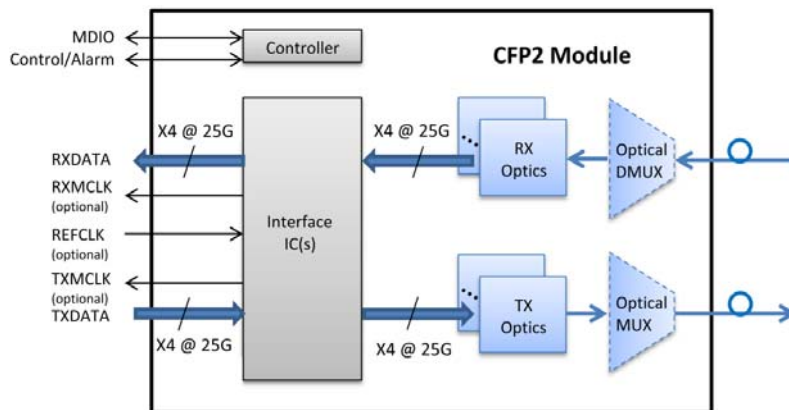 MDIO
Control/Alarm
Controller
CFP2 Module
X4 @ 25G
X4 @ 25G
RXDATA
RXMCLK
(optional)
REFCLK
(optional)
TXMCLK
(optional)
TXDATA
X4 @ 25G
Interface
IC(s)
X4 @ 25G
RX
Optics
Optical
DMUX
TX
Optics
Optical
MUX